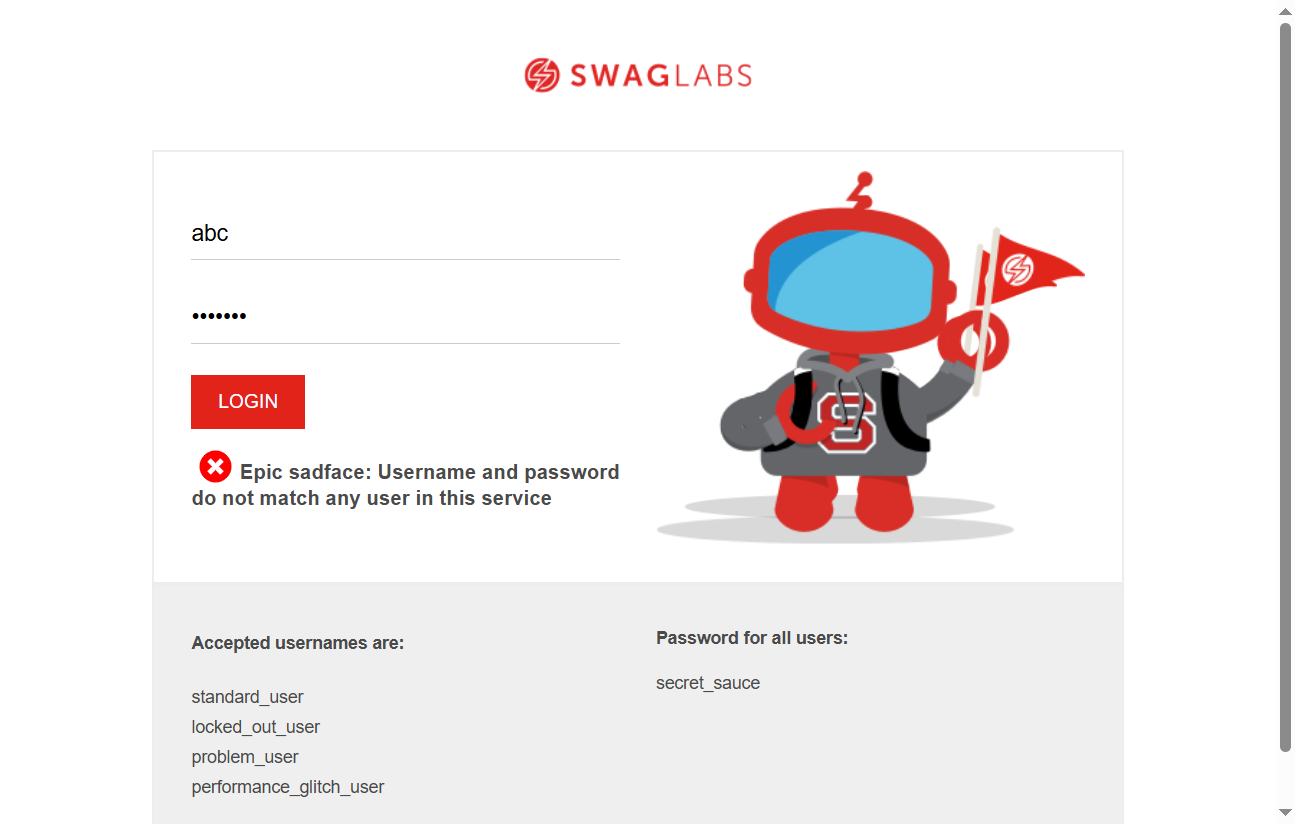 SWAGLABS
abc
•••••••
LOGIN
Epic sadface: Username and password
do not match any user in this service
S
Accepted usernames are:
standard_user
locked_out_user
problem_user
performance_glitch_user
Password for all users:
secret_sauce